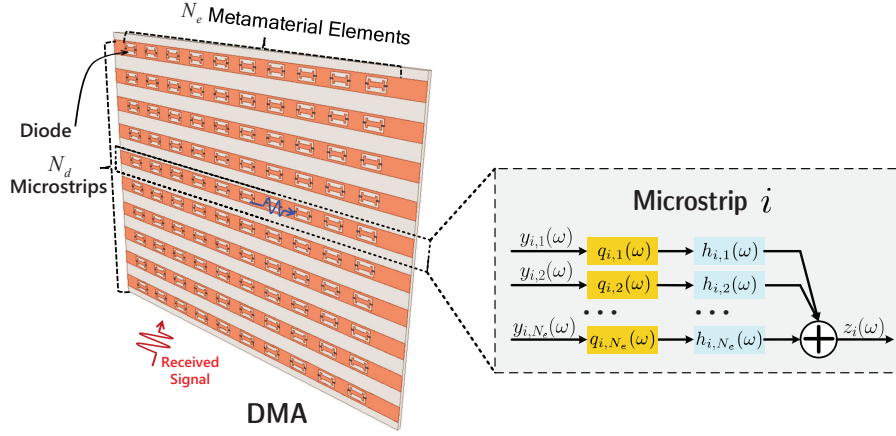 N_e Metamaterial Elements
Diode
N_d
Microstrips
Received
Signal
DMA
Microstrip i
y_{i,1}(ω) q_{i,1}(ω) h_{i,1}(ω)
y_{i,2}(ω) q_{i,2}(ω) h_{i,2}(ω)
••• •••
y_{i,N_e}(ω) q_{i,N_e}(ω) h_{i,N_e}(ω) + z_i(ω)